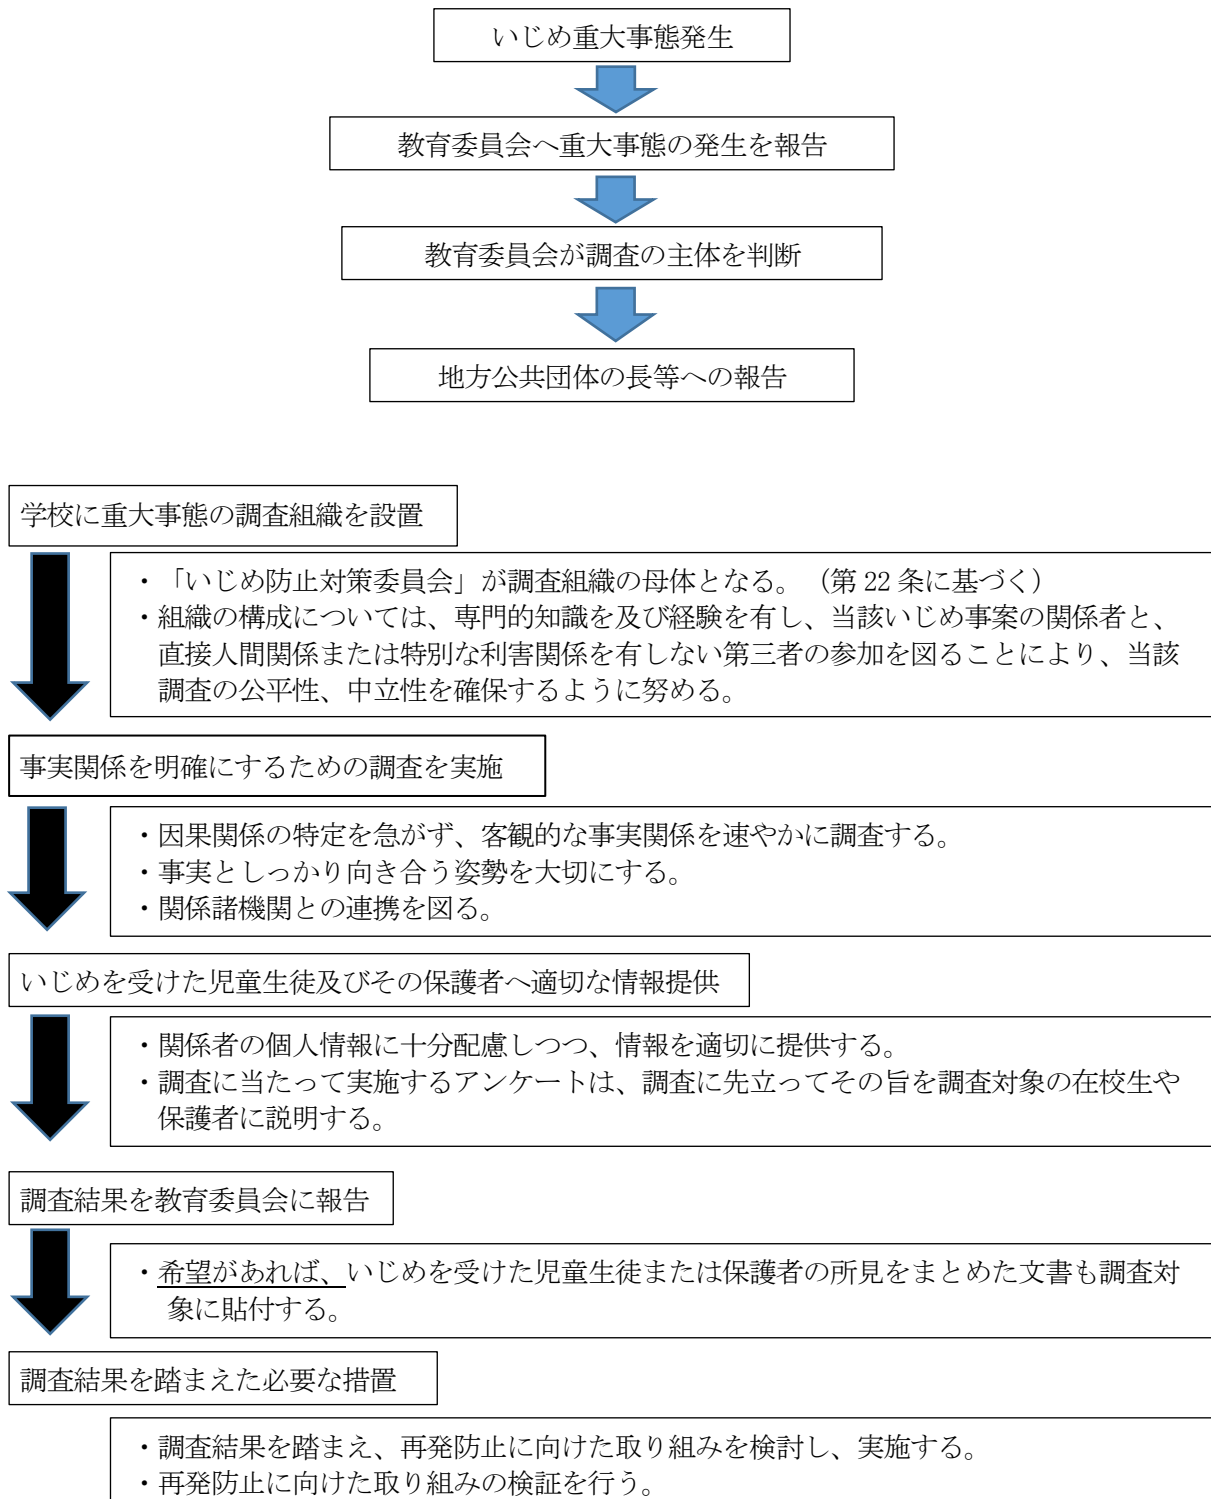 いじめ重大事態発生
教育委員会へ重大事態の発生を報告
教育委員会が調査の主体を判断
地方公共団体の長等への報告
学校に重大事態の調査組織を設置
・「いじめ防止対策委員会」が調査組織の母体となる。（第 22 条に基づく）
・組織の構成については、専門的知識を及び経験を有し、当該いじめ事案の関係者と、
直接人間関係または特別な利害関係を有しない第三者の参加を図ることにより、当該
調査の公平性、中立性を確保するように努める。
事実関係を明確にするための調査を実施
・因果関係の特定を急がず、客観的な事実関係を速やかに調査する。
・事実としっかり向き合う姿勢を大切にする。
・関係諸機関との連携を図る。
いじめを受けた児童生徒及びその保護者へ適切な情報提供
・関係者の個人情報に十分配慮しつつ、情報を適切に提供する。
・調査に当たって実施するアンケートは、調査に先立ってその旨を調査対象の在校生や
保護者に説明する。
調査結果を教育委員会に報告
・希望があれば、いじめを受けた児童生徒または保護者の所見をまとめた文書も調査対
象に貼付する。
調査結果を踏まえた必要な措置
・調査結果を踏まえ、再発防止に向けた取り組みを検討し、実施する。
・再発防止に向けた取り組みの検証を行う。